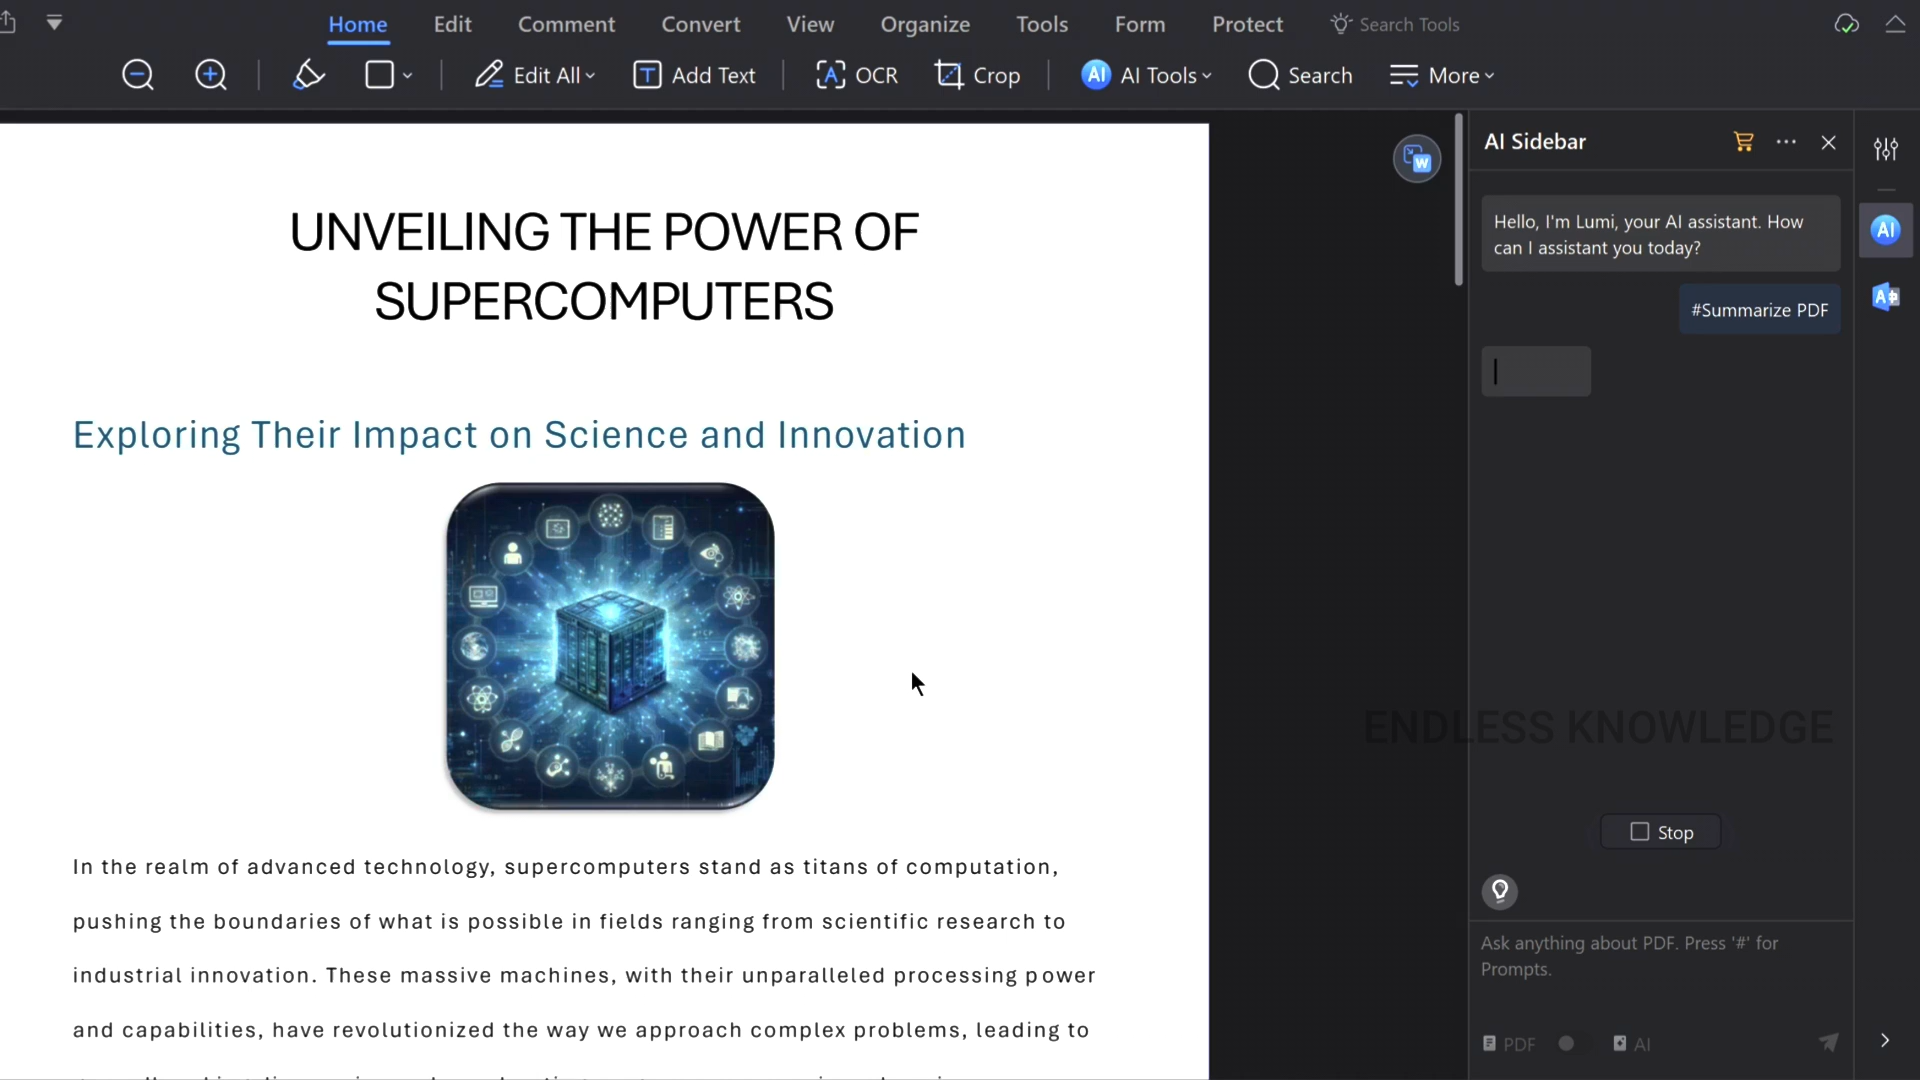 Home Edit Comment Convert View Organize Tools Form Protect Search Tools
Edit All Add Text OCR Crop AI AI Tools Search More
UNVEILING THE POWER OF
SUPERCOMPUTERS
Exploring Their Impact on Science and Innovation
In the realm of advanced technology, supercomputers stand as titans of computation,
pushing the boundaries of what is possible in fields ranging from scientific research to
industrial innovation. These massive machines, with their unparalleled processing power
and capabilities, have revolutionized the way we approach complex problems, leading to
W
AI Sidebar
Hello, I'm Lumi, your AI assistant. How
can I assistant you today?
#Summarize PDF
ENDLESS KNOWLEDGE
Stop
Ask anything about PDF. Press '#' for
Prompts.
PDF AI
AI